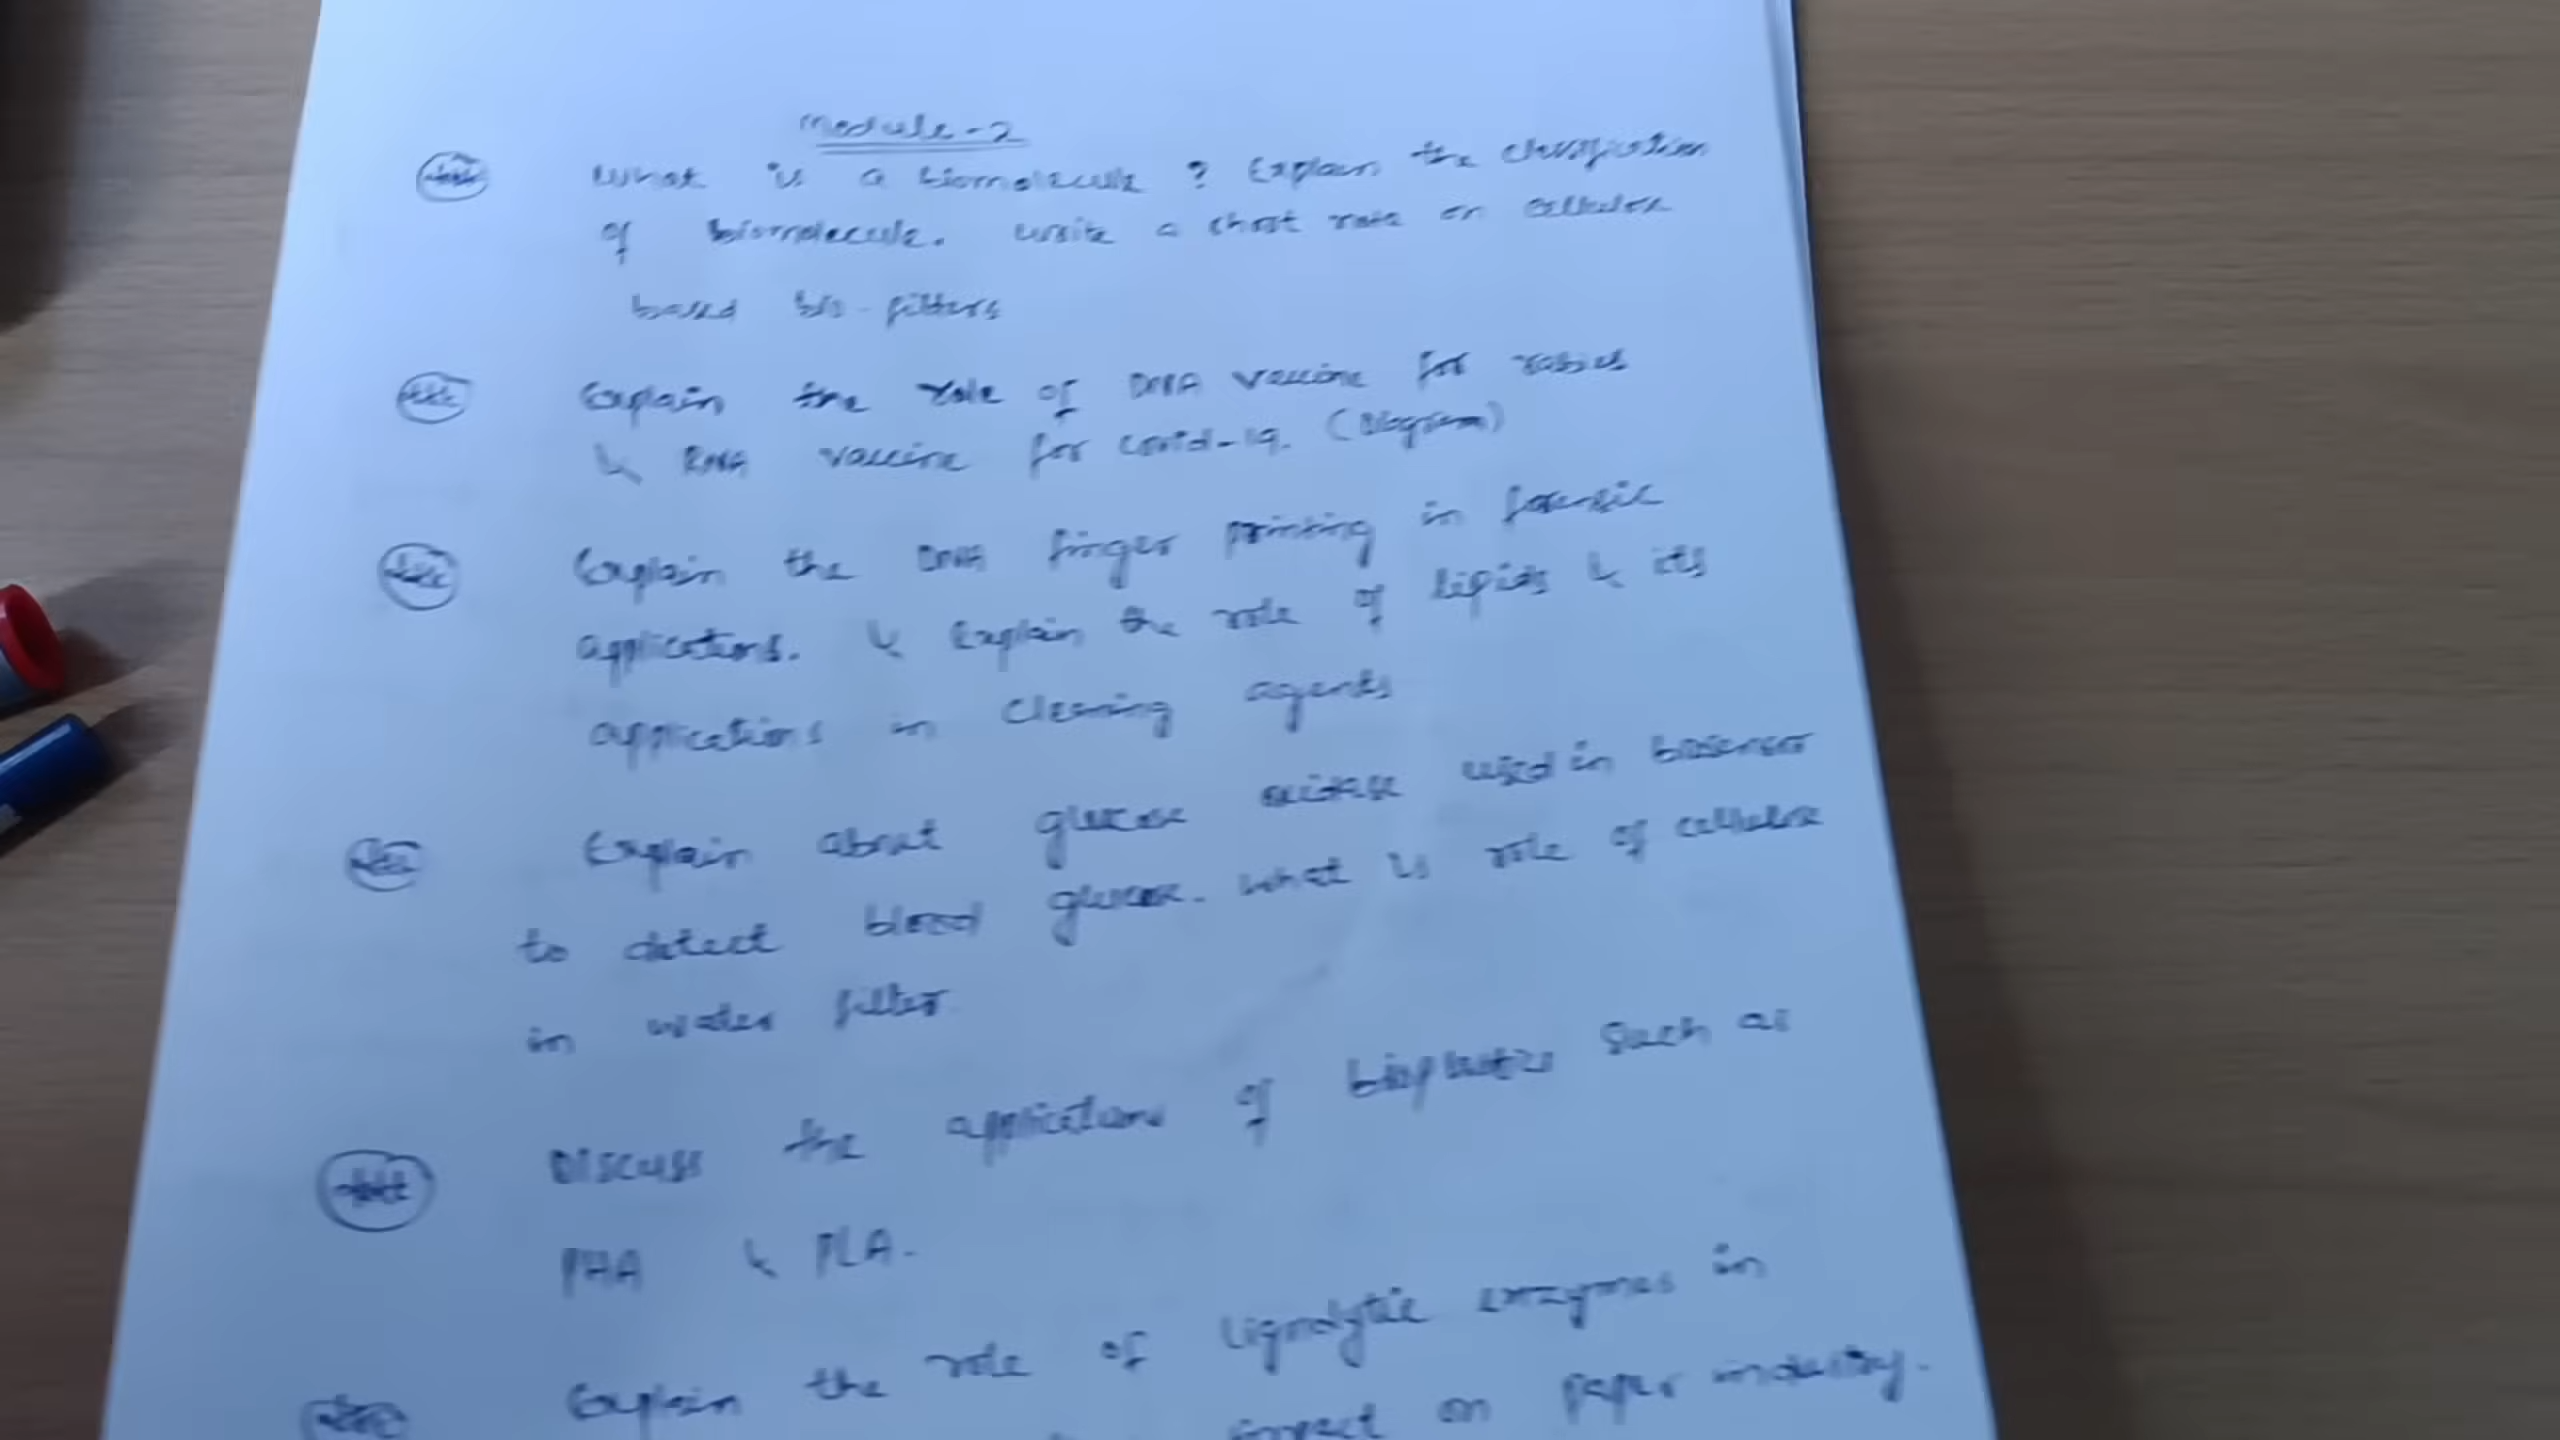 Module-2
What is a biomolecule? Explain the classification
of biomolecule. write a short note on cellulose
based bio-filters
Explain the role of DNA vaccine for rabies
& RNA vaccine for covid-19. (Diagram)
Explain the DNA finger printing in forensic
applications. & Explain the role of lipids & its
applications in cleaning agents
Explain about glucose oxidase used in biosensor
to detect blood glucose. what is role of cellulose
in water filter
Discuss the applications of bioplastics such as
PHA & PLA.
Explain the role of lignolytic enzymes in
impact on paper industry.